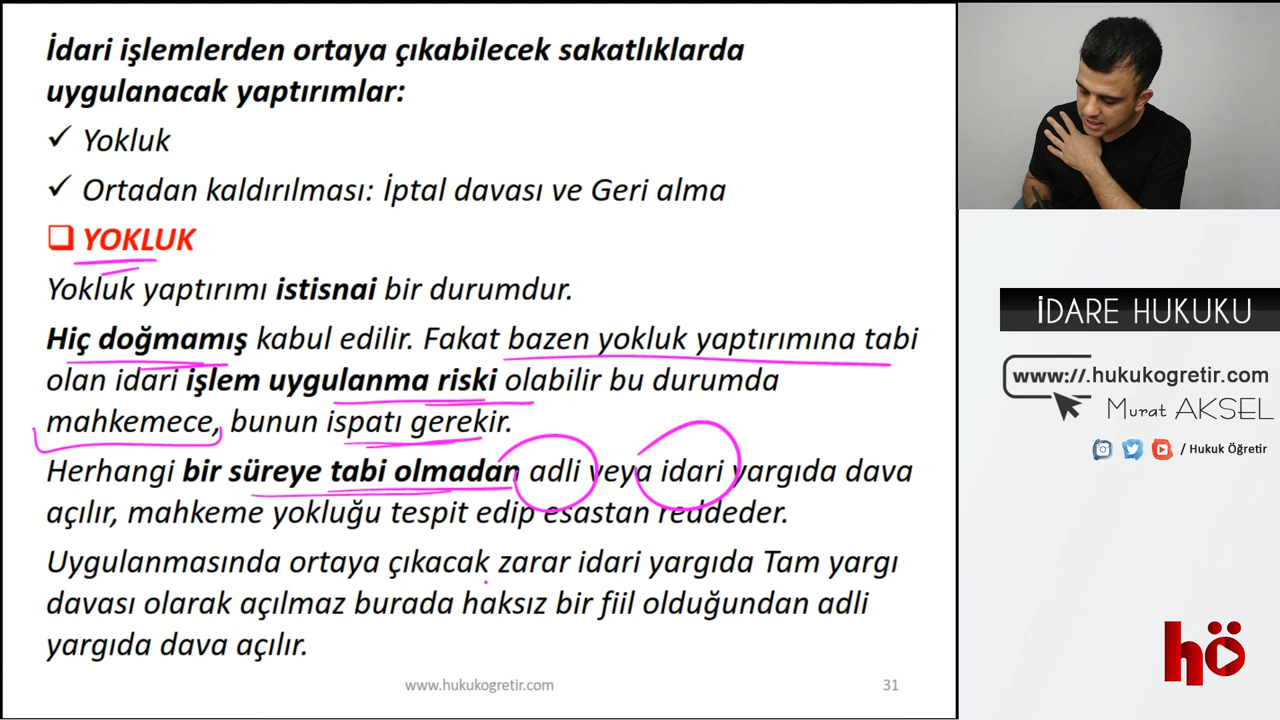 İdari işlemlerden ortaya çıkabilecek sakatlıklarda
uygulanacak yaptırımlar:
✓ Yokluk
✓ Ortadan kaldırılması: İptal davası ve Geri alma
❑ YOKLUK
Yokluk yaptırımı istisnai bir durumdur.
Hiç doğmamış kabul edilir. Fakat bazen yokluk yaptırımına tabi
olan idari işlem uygulanma riski olabilir bu durumda
mahkemece, bunun ispatı gerekir.
Herhangi bir süreye tabi olmadan adli veya idari yargıda dava
açılır, mahkeme yokluğu tespit edip esastan reddeder.
Uygulanmasında ortaya çıkacak zarar idari yargıda Tam yargı
davası olarak açılmaz burada haksız bir fiil olduğundan adli
yargıda dava açılır.
www.hukukogretir.com
31
İDARE HUKUKU
www://.hukukogretir.com
Murat AKSEL
/ Hukuk Öğretir
hö